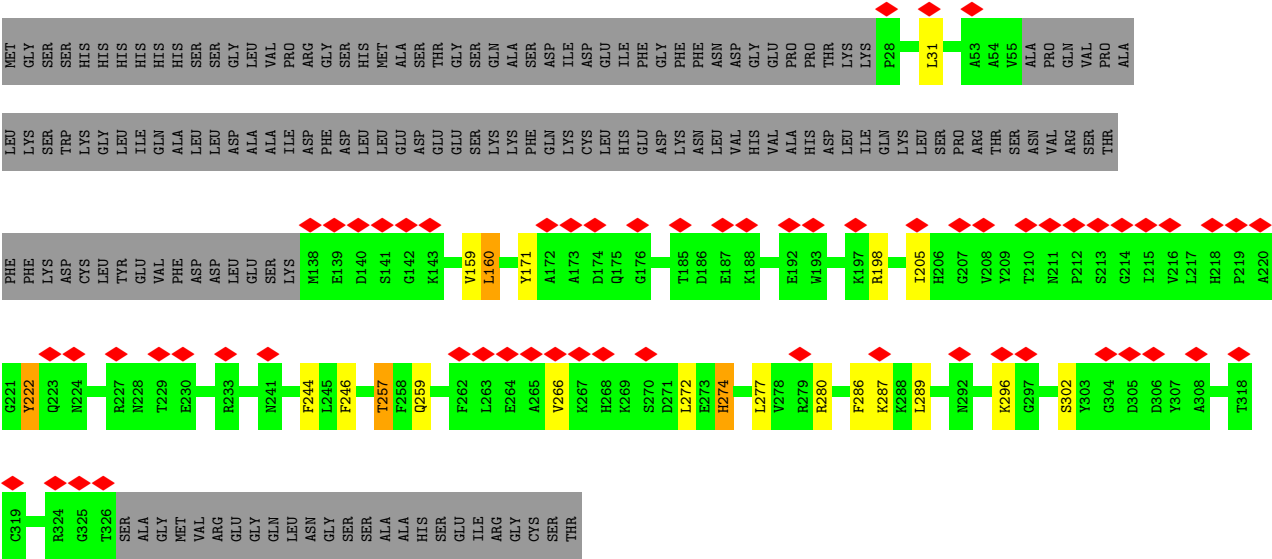 MET GLY SER SER HIS HIS HIS HIS HIS HIS SER SER GLY LEU VAL PRO ARG GLY SER HIS MET ALA SER THR GLY SER GLN ALA SER ASP ILE ASP GLU ILE PHE GLY PHE PHE ASN ASP GLY GLU PRO PRO THR LYS LYS P28 L31 A53 A54 V55 ALA PRO GLN VAL PRO ALA
LEU LYS SER TRP LYS GLY LEU ILE GLN ALA LEU LEU ASP ALA ALA ILE ASP PHE ASP LEU LEU GLU ASP GLU GLU SER LYS LYS PHE GLN LYS CYS LEU HIS GLU ASP LYS ASN LEU VAL HIS VAL ALA HIS ASP LEU ILE GLN LYS LEU SER PRO ARG THR SER ASN VAL ARG SER THR
PHE PHE LYS ASP CYS LEU TYR GLU VAL PHE ASP ASP LEU GLU SER LYS M138 E139 D140 S141 G142 K143 V159 L160 Y171 A172 A173 D174 Q175 G176 T185 D186 E187 K188 E192 W193 K197 R198 I205 H206 G207 V208 Y209 T210 N211 P212 S213 G214 I215 V216 L217 H218 P219 A220
G221 Y222 Q223 N224 R227 N228 T229 E230 R233 N241 F244 L245 F246 T257 F258 Q259 F262 L263 E264 A265 V266 K267 H268 K269 S270 D271 L272 E273 H274 L277 V278 R279 R280 F286 K287 K288 L289 N292 K296 G297 S302 Y303 G304 D305 D306 Y307 A308 T318
C319 R324 G325 T326 SER ALA GLY MET VAL ARG GLU GLY GLN LEU ASN GLY SER SER ALA ALA HIS SER GLU ILE ARG GLY CYS SER THR